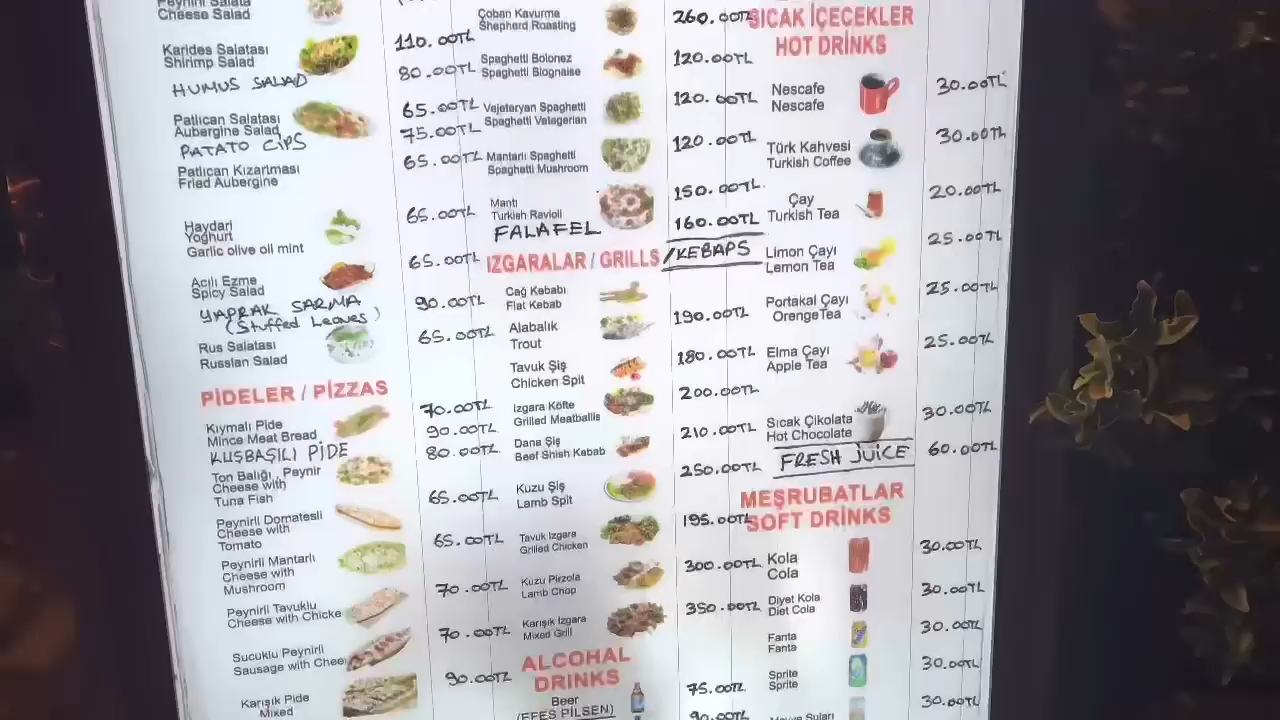 Peynirli Salata
Cheese Salad
Karides Salatası
Shirimp Salad
110.00TL
HUMUS SALAD
80.00TL
Patlıcan Salatası
Aubergine Salad
65.00TL
PATATO CİPS
75.00TL
Patlıcan Kızartması
Fried Aubergine
65.00TL
Haydari
Yoghurt
Garlic olive oil mint
65.00TL
Acılı Ezme
Spicy Salad
65.00TL
YAPRAK SARMA
(Stuffed Leaves)
90.00TL
Rus Salatası
Russian Salad
65.00TL
PİDELER / PİZZAS
Kıymalı Pide
Mince Meat Bread
70.00TL
KUŞBAŞILI PİDE
90.00TL
Ton Balığı, Peynir
Cheese with
Tuna Fish
80.00TL
Peynirli Domatesli
Cheese with
Tomato
65.00TL
Peynirli Mantarlı
Cheese with
Mushroom
65.00TL
Peynirli Tavuklu
Cheese with Chicke
70.00TL
Sucuklu Peynirli
Sausage with Chee
70.00TL
Karışık Pide
Mixed
90.00TL
Çoban Kavurma
Shepherd Roasting
260.00TL
Spaghetti Bolonez
Spaghetti Blognaise
120.00TL
Vejeteryan Spaghetti
Spaghetti Vatagerian
120.00TL
Mantarlı Spaghetti
Spaghetti Mushroom
120.00TL
Mantı
Turkish Ravioli
150.00TL
FALAFEL
160.00TL
IZGARALAR / GRILLS /KEBAPS
Cağ Kebabı
Flat Kebab
190.00TL
Alabalık
Trout
180.00TL
Tavuk Şiş
Chicken Spit
200.00TL
Izgara Köfte
Grilled Meatballs
210.00TL
Dana Şiş
Beef Shish Kebab
250.00TL
Kuzu Şiş
Lamb Spit
195.00TL
Tavuk Izgara
Grilled Chicken
300.00TL
Kuzu Pirzola
Lamb Chop
350.00TL
Karışık Izgara
Mixed Grill
ALCOHAL
DRINKS
Beer
(EFES PİLSEN)
75.00TL
90.00TL
SICAK İÇECEKLER
HOT DRINKS
Nescafe
Nescafe
30.00TL
Türk Kahvesi
Turkish Coffee
30.00TL
Çay
Turkish Tea
20.00TL
Limon Çayı
Lemon Tea
25.00TL
Portakal Çayı
Orenge Tea
25.00TL
Elma Çayı
Apple Tea
25.00TL
Sıcak Çikolata
Hot Chocolate
30.00TL
FRESH JUICE
60.00TL
MEŞRUBATLAR
SOFT DRINKS
Kola
Cola
30.00TL
Diyet Kola
Diet Cola
30.00TL
Fanta
Fanta
30.00TL
Sprite
Sprite
30.00TL
Meyve Suları
30.00TL